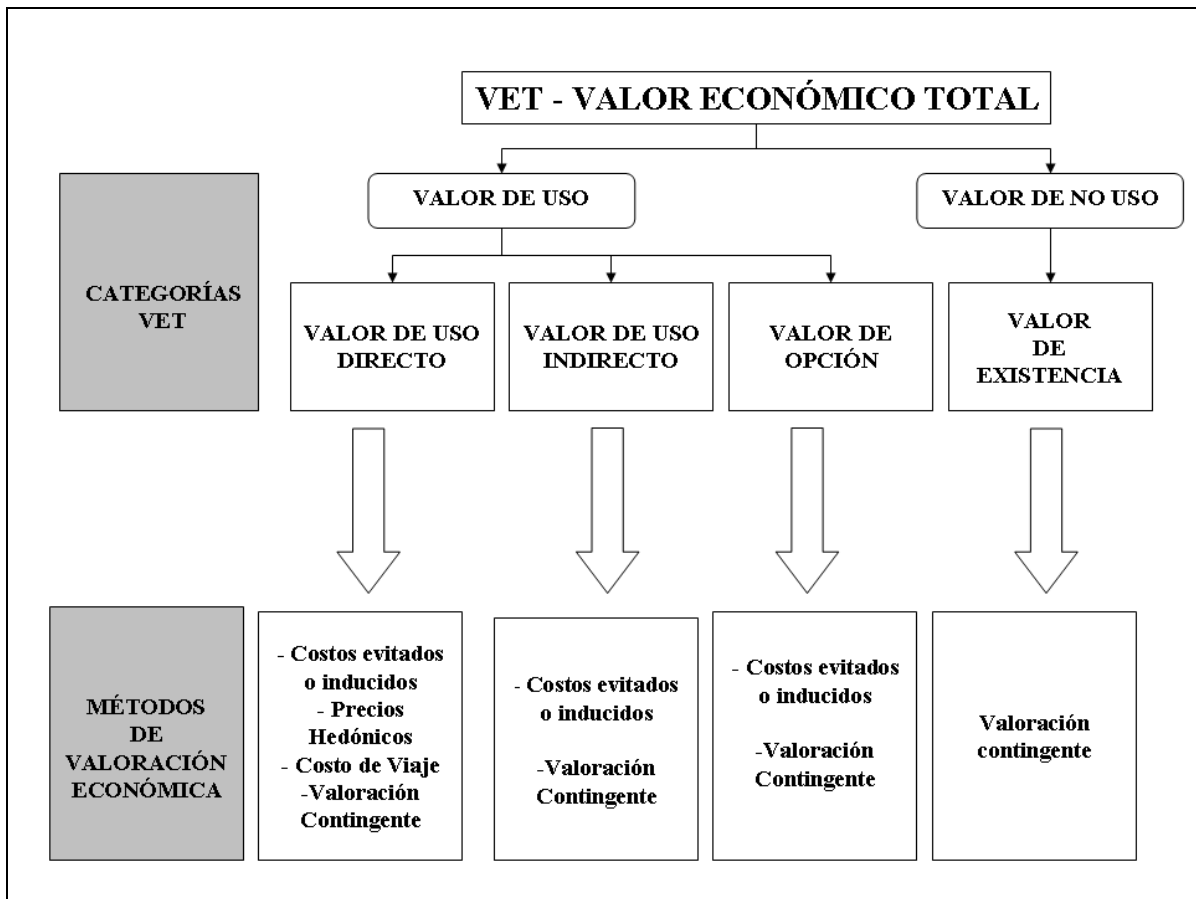 VET - VALOR ECONÓMICO TOTAL
VALOR DE USO
VALOR DE NO USO
CATEGORÍAS
VET
VALOR DE USO
DIRECTO
VALOR DE USO
INDIRECTO
VALOR DE
OPCIÓN
VALOR
DE
EXISTENCIA
MÉTODOS
DE
VALORACIÓN
ECONÓMICA
- Costos evitados
o inducidos
- Precios
Hedónicos
- Costo de Viaje
-Valoración
Contingente
- Costos evitados
o inducidos
-Valoración
Contingente
- Costos evitados
o inducidos
-Valoración
Contingente
Valoración
contingente